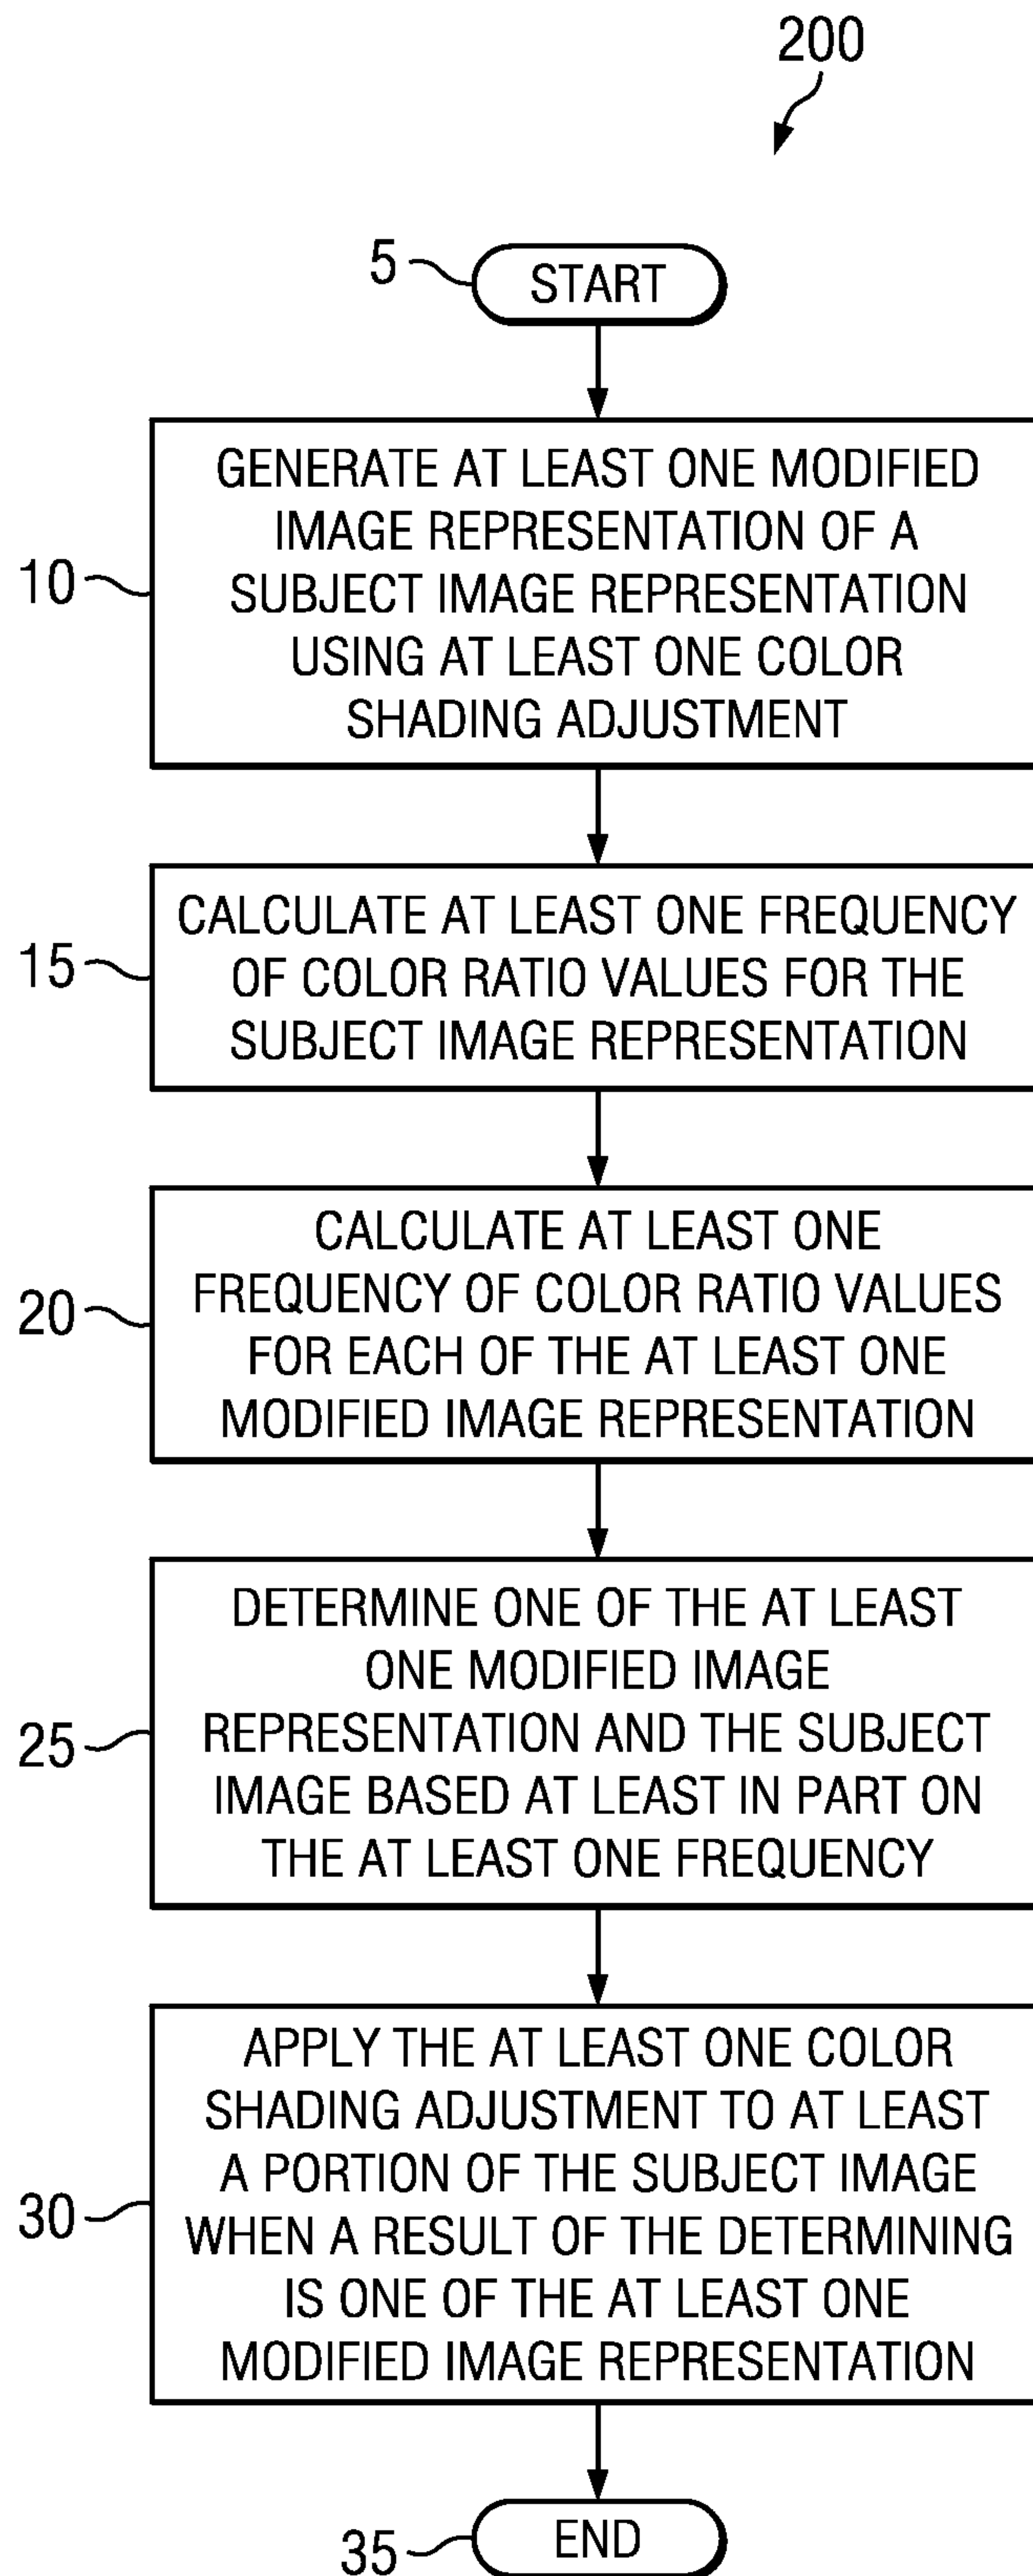 200
5
START
10
GENERATE AT LEAST ONE MODIFIED
IMAGE REPRESENTATION OF A
SUBJECT IMAGE REPRESENTATION
USING AT LEAST ONE COLOR
SHADING ADJUSTMENT
15
CALCULATE AT LEAST ONE FREQUENCY
OF COLOR RATIO VALUES FOR THE
SUBJECT IMAGE REPRESENTATION
20
CALCULATE AT LEAST ONE
FREQUENCY OF COLOR RATIO VALUES
FOR EACH OF THE AT LEAST ONE
MODIFIED IMAGE REPRESENTATION
25
DETERMINE ONE OF THE AT LEAST
ONE MODIFIED IMAGE
REPRESENTATION AND THE SUBJECT
IMAGE BASED AT LEAST IN PART ON
THE AT LEAST ONE FREQUENCY
30
APPLY THE AT LEAST ONE COLOR
SHADING ADJUSTMENT TO AT LEAST
A PORTION OF THE SUBJECT IMAGE
WHEN A RESULT OF THE DETERMINING
IS ONE OF THE AT LEAST ONE
MODIFIED IMAGE REPRESENTATION
35
END